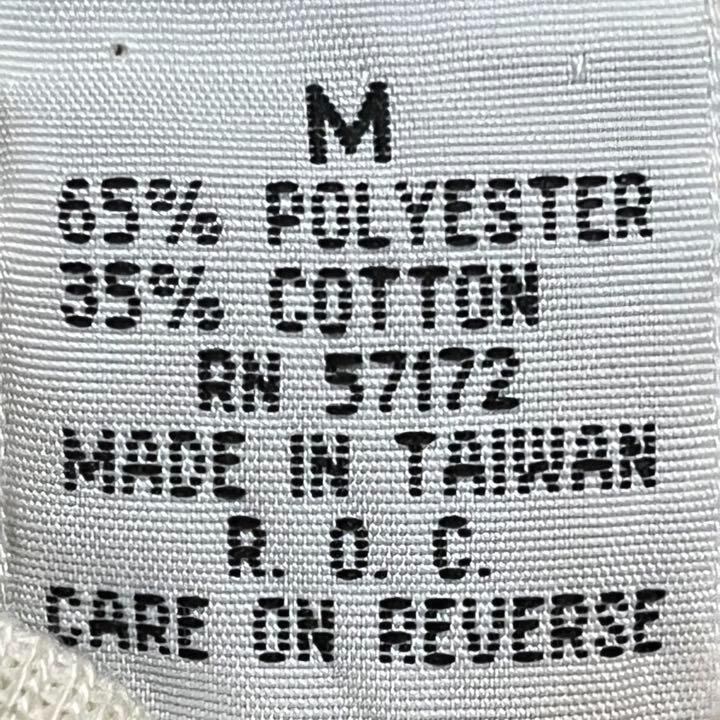 M
65% POLYESTER
35% COTTON
RN 57172
MADE IN TAIWAN
R. O. C.
CARE ON REVERSE